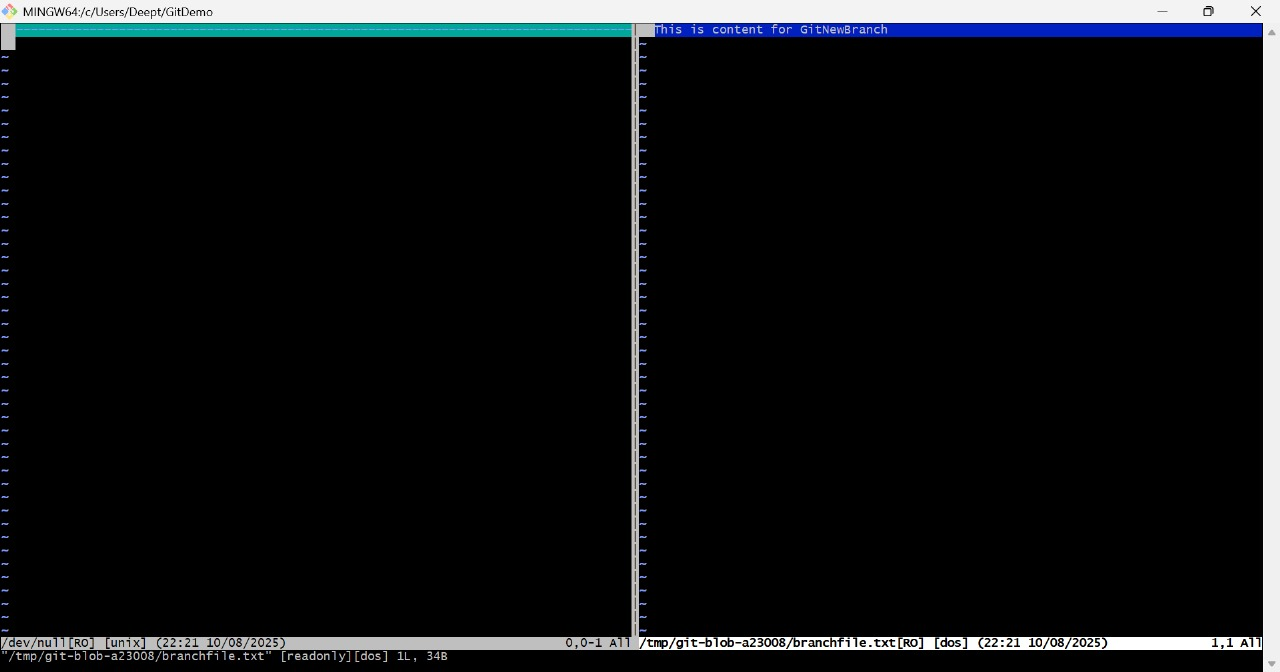 MINGW64:/c/Users/Deept/GitDemo
This is content for GitNewBranch
/dev/null[RO] [unix] (22:21 10/08/2025) 0,0-1 All
/tmp/git-blob-a23008/branchfile.txt[RO] [dos] (22:21 10/08/2025) 1,1 All
"/tmp/git-blob-a23008/branchfile.txt" [readonly][dos] 1L, 34B